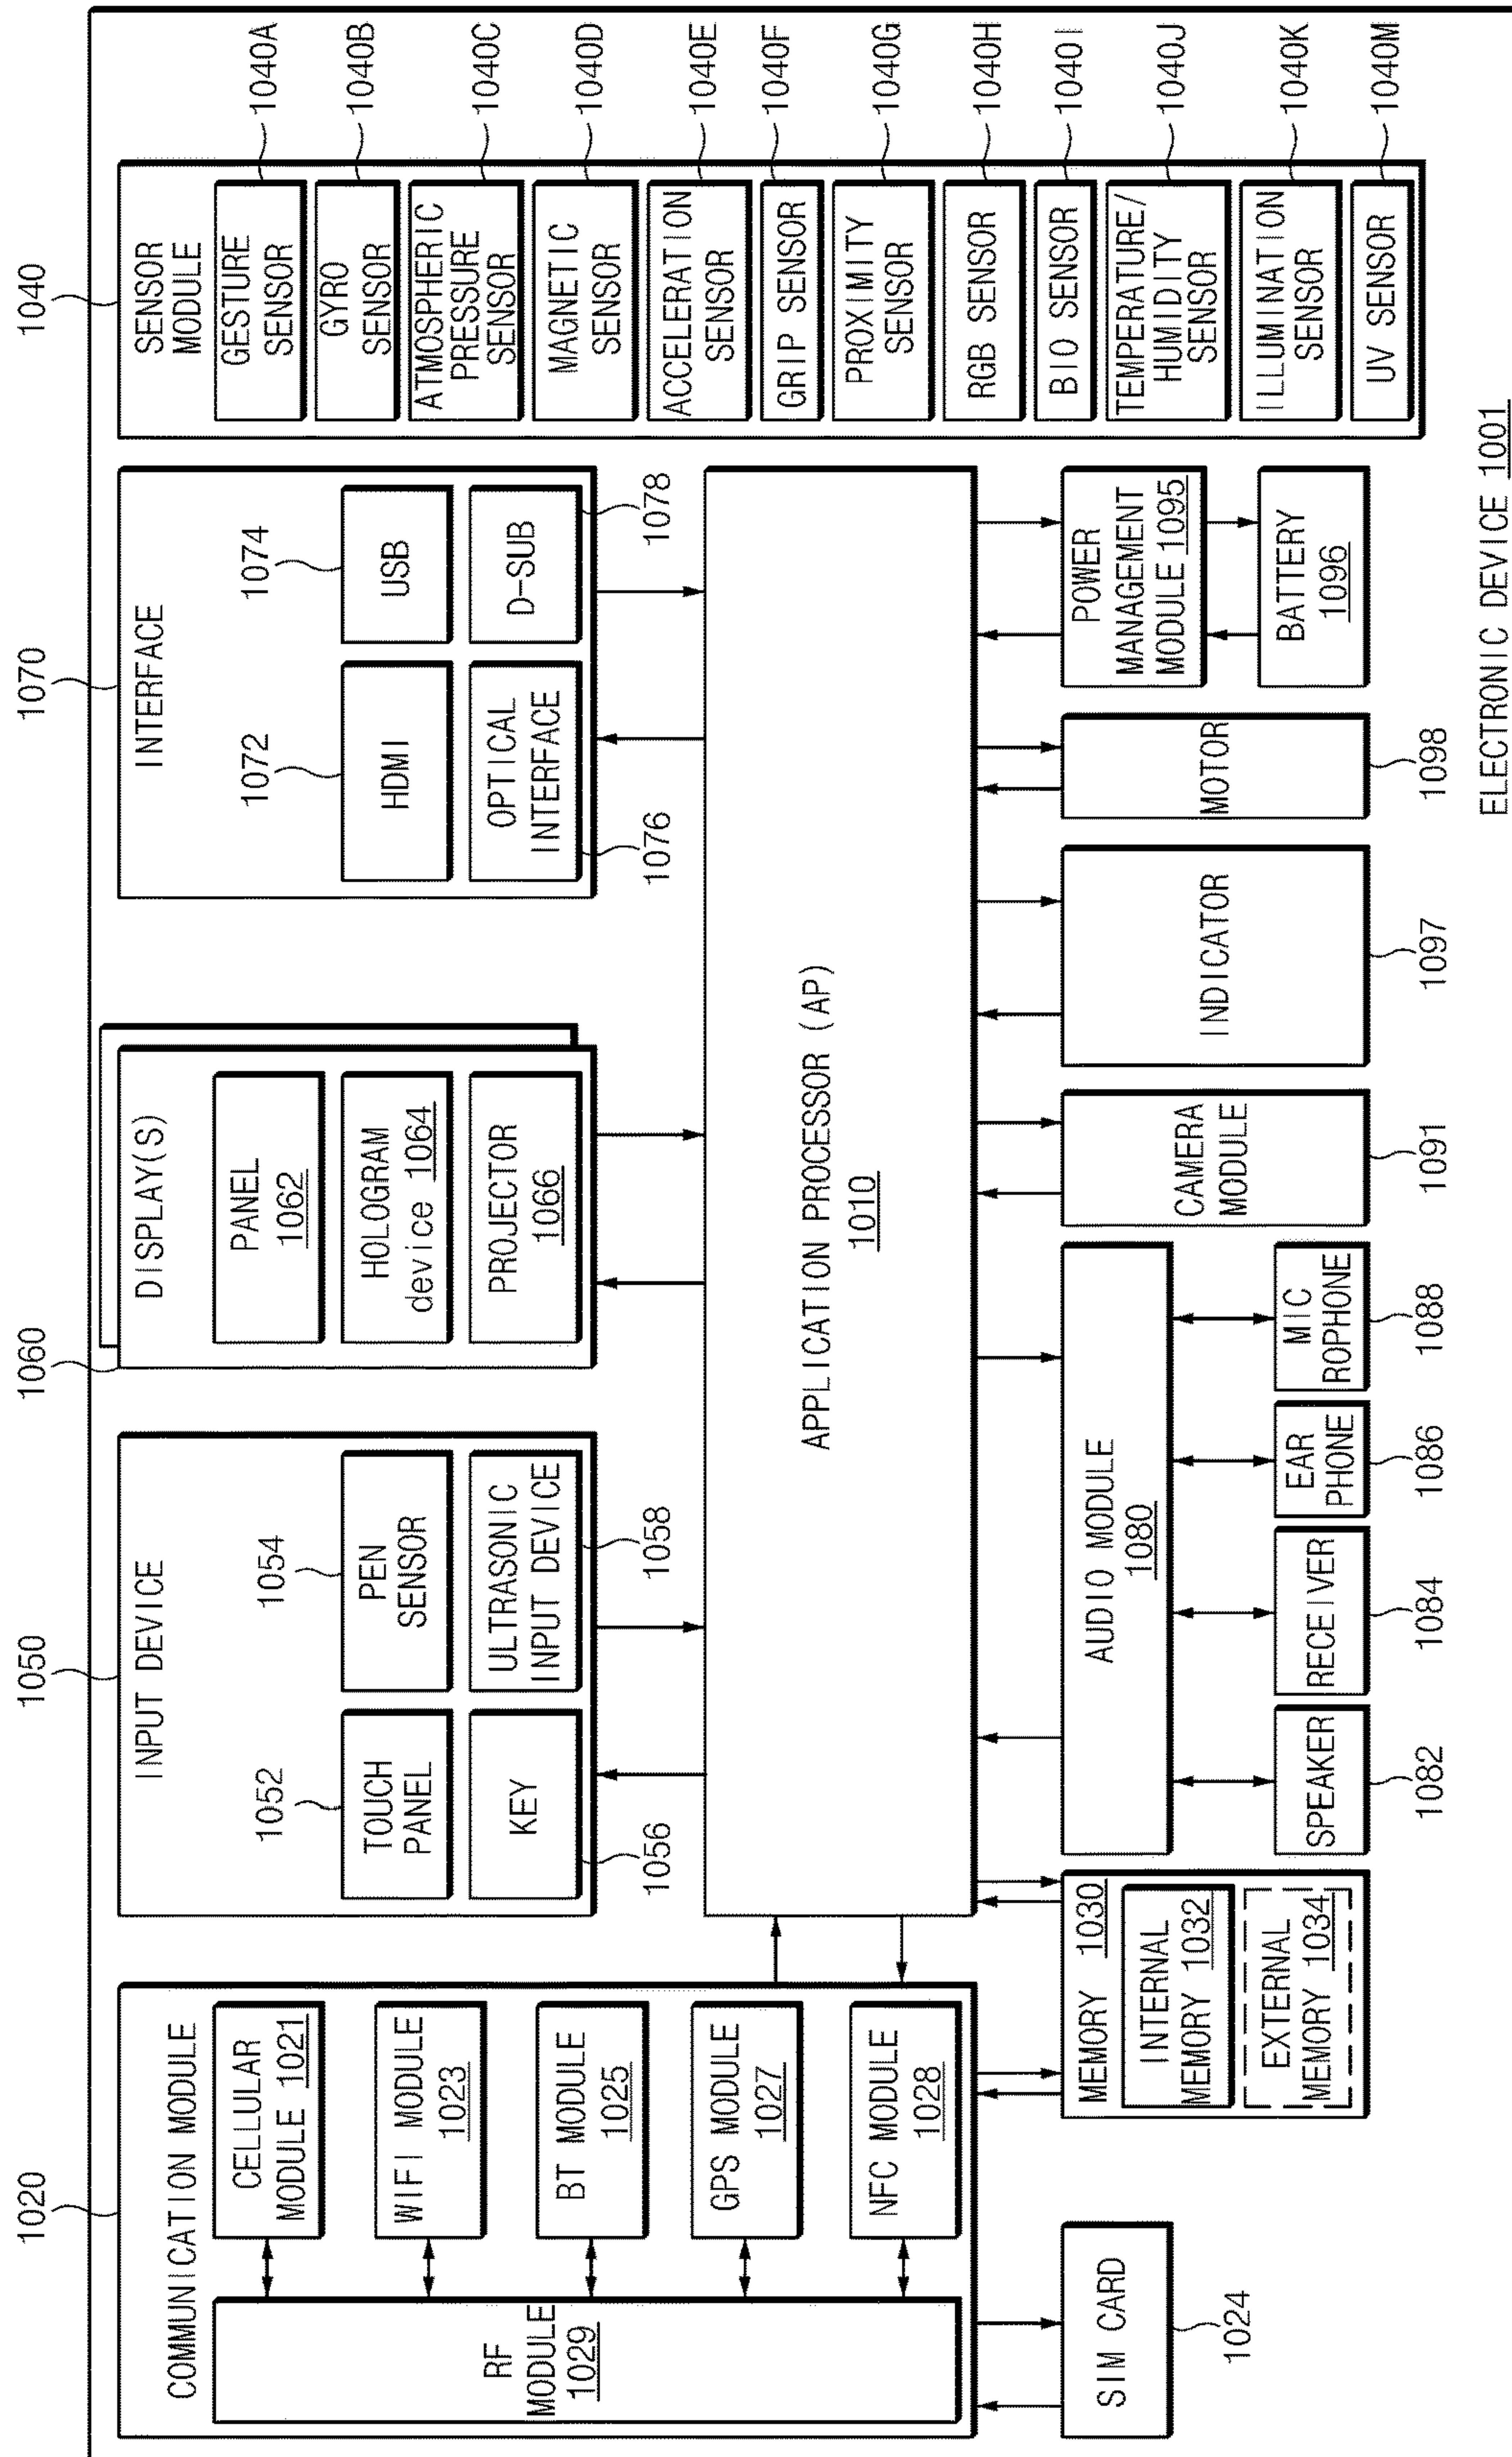 1020
COMMUNICATION MODULE
RF
MODULE
1029
CELLULAR
MODULE 1021
WIFI MODULE
1023
BT MODULE
1025
GPS MODULE
1027
NFC MODULE
1028
SIM CARD
1024
MEMORY 1030
INTERNAL
MEMORY 1032
EXTERNAL
MEMORY 1034
1050
INPUT DEVICE
1052
TOUCH
PANEL
1054
PEN
SENSOR
KEY
1056
ULTRASONIC
INPUT DEVICE
1058
1060
DISPLAY(S)
PANEL
1062
HOLOGRAM
device 1064
PROJECTOR
1066
1070
INTERFACE
1072
HDMI
1074
USB
OPTICAL
INTERFACE
1076
D-SUB
1078
1040
SENSOR
MODULE
GESTURE
SENSOR
1040A
GYRO
SENSOR
1040B
ATMOSPHERIC
PRESSURE
SENSOR
1040C
MAGNETIC
SENSOR
1040D
ACCELERATION
SENSOR
1040E
GRIP SENSOR
1040F
PROXIMITY
SENSOR
1040G
RGB SENSOR
1040H
BIO SENSOR
1040I
TEMPERATURE/
HUMIDITY
SENSOR
1040J
ILLUMINATION
SENSOR
1040K
UV SENSOR
1040M
APPLICATION PROCESSOR (AP)
1010
AUDIO MODULE
1080
SPEAKER
1082
RECEIVER
1084
EAR
PHONE
1086
MIC
ROPHONE
1088
CAMERA
MODULE
1091
INDICATOR
1097
MOTOR
1098
POWER
MANAGEMENT
MODULE 1095
BATTERY
1096
ELECTRONIC DEVICE 1001